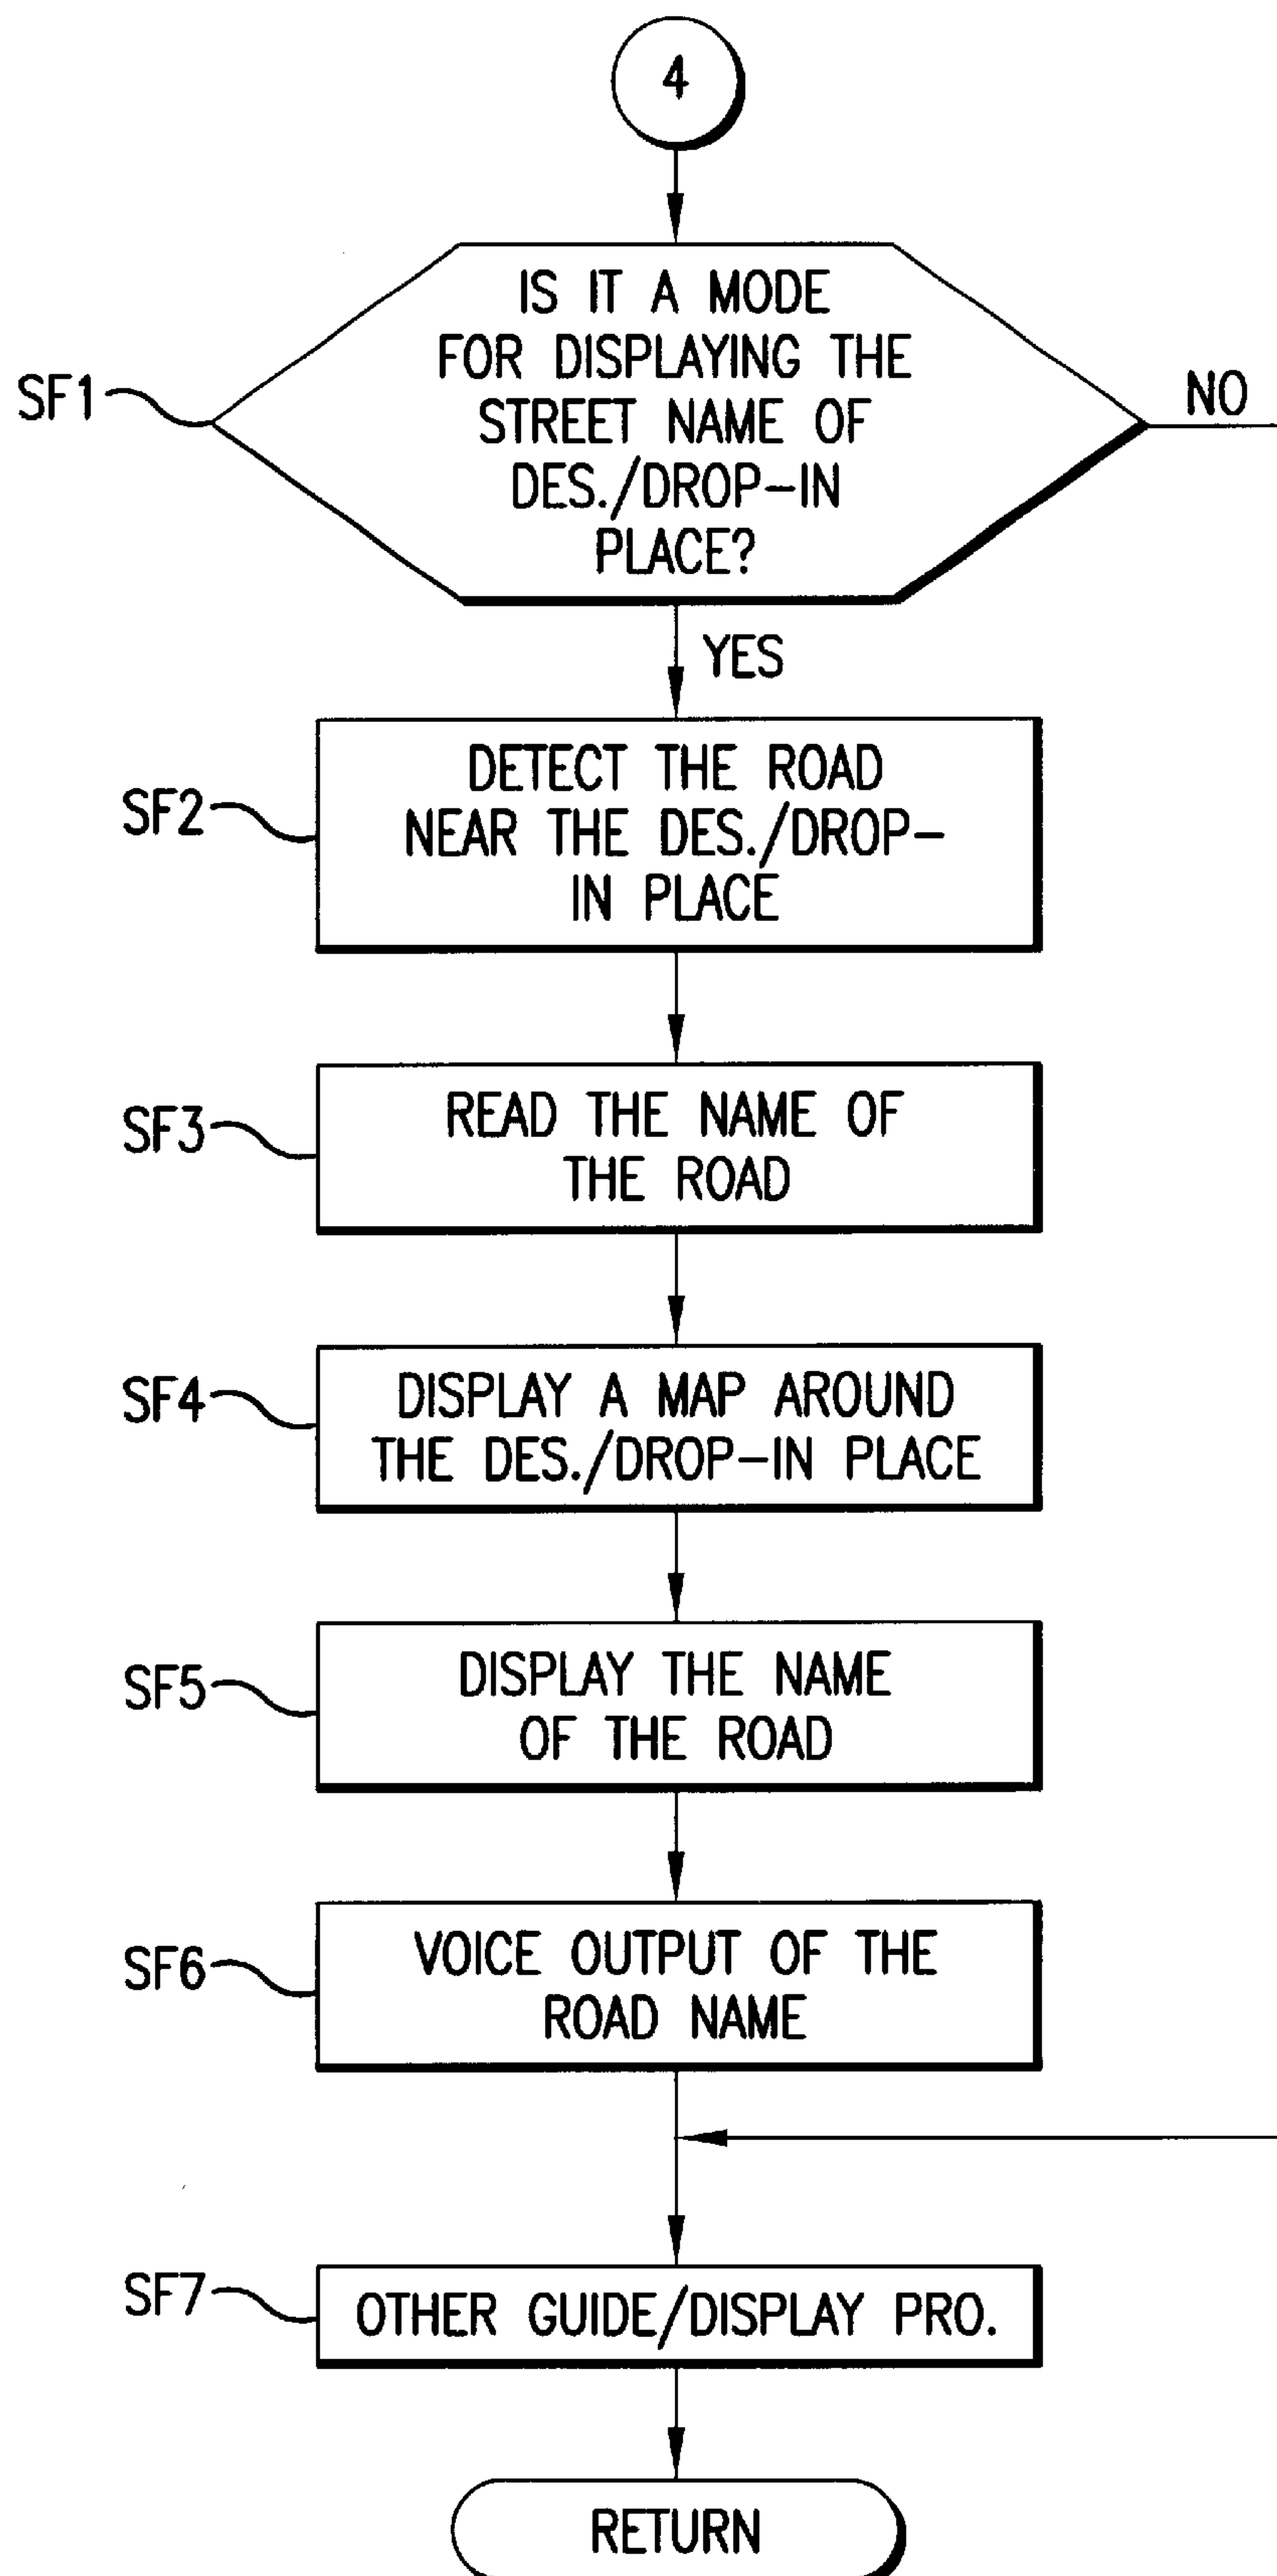 4
IS IT A MODE
FOR DISPLAYING THE
STREET NAME OF
DES./DROP-IN
PLACE?
SF1
NO
YES
SF2
DETECT THE ROAD
NEAR THE DES./DROP-
IN PLACE
SF3
READ THE NAME OF
THE ROAD
SF4
DISPLAY A MAP AROUND
THE DES./DROP-IN PLACE
SF5
DISPLAY THE NAME
OF THE ROAD
SF6
VOICE OUTPUT OF THE
ROAD NAME
SF7
OTHER GUIDE/DISPLAY PRO.
RETURN